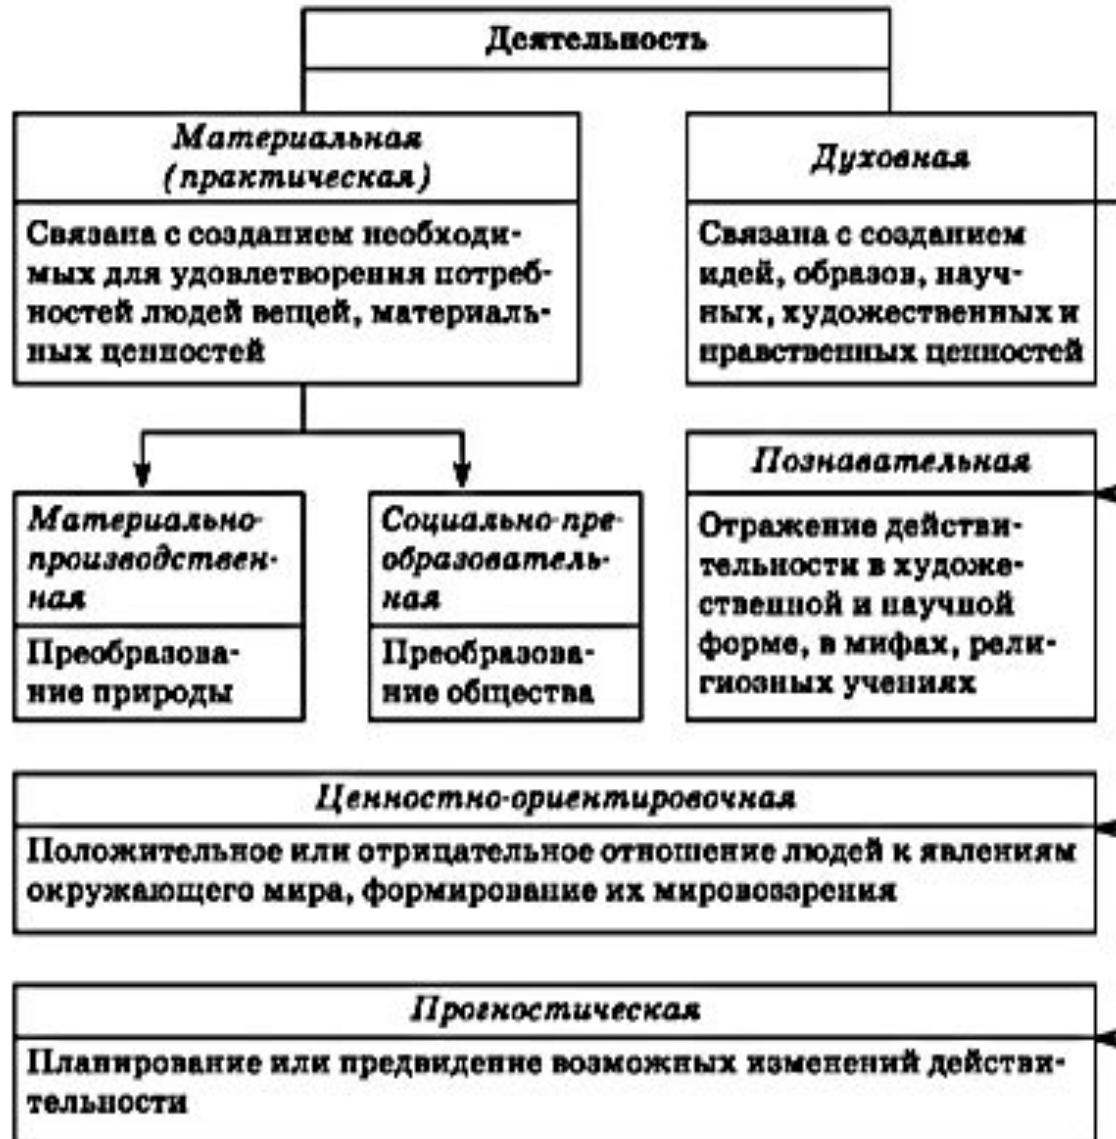 Деятельность
Материальная
(практическая)
Связана с созданием необходи-
мых для удовлетворения потреб-
ностей людей вещей, материаль-
ных ценностей
Духовная
Связана с созданием
идей, образов, науч-
ных, художественных и
нравственных ценностей
Материально-
производствен-
ная
Преобразова-
ние природы
Социально-пре-
образователь-
ная
Преобразова-
ние общества
Познавательная
Отражение действи-
тельности в художе-
ственной и научной
форме, в мифах, рели-
гиозных учениях
Ценностно-ориентировочная
Положительное или отрицательное отношение людей к явлениям
окружающего мира, формирование их мировоззрения
Прогностическая
Планирование или предвидение возможных изменений действи-
тельности